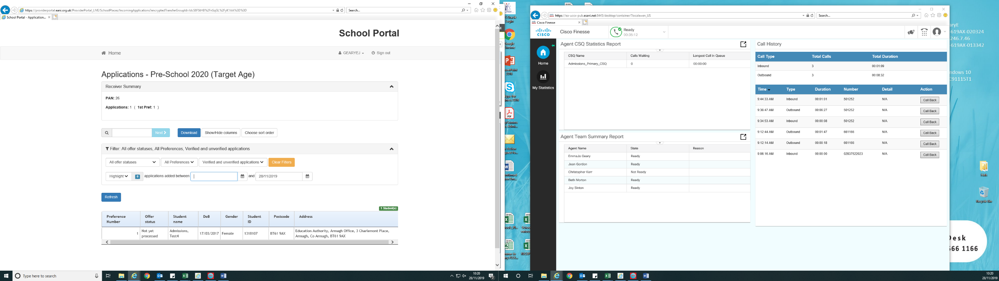 https://providerportal.eani.org.uk/ProviderPortal_LIVE/SchoolPlaces/IncomingApplications?encryptedTransferGroupId=
Search...
School Portal - Application...
School Portal
Home
GEARYEJ
Sign out
Applications - Pre-School 2020 (Target Age)
Receiver Summary
PAN: 26
Applications: 1 ( 1st Pref: 1 )
Next
Download
Show/Hide columns
Choose sort order
Filter: All offer statuses, All Preferences, Verified and unverified applications
All offer statuses
All Preferences
Verified and unverified applications
Clear Filters
Highlight
0
applications added between
and
28/11/2019
Refresh
1 Student(s)
Preference Number
Offer status
Student name
DoB
Gender
Student ID
Postcode
Address
1
Not yet processed
Admissions, Test4
17/03/2017
Female
1318107
BT61 9AX
Education Authority, Armagh Office, 3 Charlemont Place,
Armagh, Co Armagh, BT61 9AX
Type here to search
10:20
28/11/2019
Oracle
Login
Google
Chrome
PowerPoint
2016
Skype for
2016
https://ea-uccx-pub.esani.net:8445/desktop/container/?locale=en_US
Search...
Cisco Finesse
CISCO
Cisco Finesse
Ready
00:35:12
Home
My Statistics
Agent CSQ Statistics Report
CSQ Name Calls Waiting Longest Call in Queue
Admissions_Primary_CSQ 0 00:00:00
Agent Team Summary Report
Agent Name State Reason
EmmaJo Geary Ready
Jean Gordon Ready
Christopher Kerr Not Ready
Beth Morton Ready
Joy Sinton Ready
Call History
Call Type Total Calls Total Duration
Inbound 3 00:01:09
Outbound 3 00:08:32
Time Type Duration Number Detail Action
9:44:33 AM Inbound 00:01:01 501252 N/A Call Back
9:36:47 AM Outbound 00:06:27 501252 N/A Call Back
9:34:53 AM Inbound 00:00:08 501252 N/A Call Back
9:12:44 AM Outbound 00:01:47 661166 N/A Call Back
9:12:14 AM Outbound 00:00:18 661166 N/A Call Back
9:06:16 AM Inbound 00:00:00 02837522023 N/A Call Back
ryE
619AX-020324
246.7.46
-619AX-013342
ndows 10
C91115T1
Hols
Recycle Bin
esk
66 1166
10:20
28/11/2019